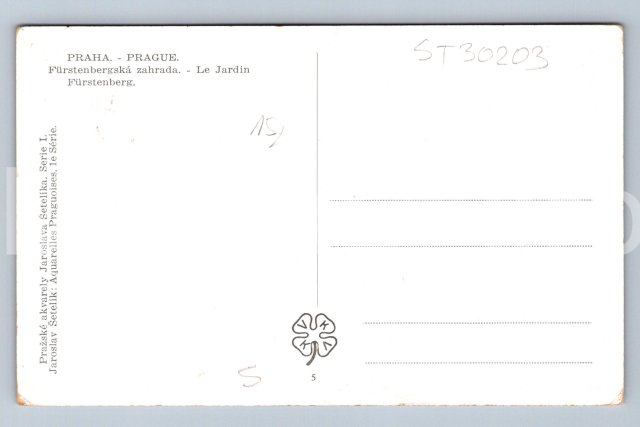 PRAHA. - PRAGUE.
Fürstenbergská zahrada. - Le Jardin
Fürstenberg.
ST30203
15)
Pražské akvarely Jaroslava Šetelíka. Serie I.
Jaroslav Šetelík: Aquarelles Praguoises. 1e Série.
V K
K V
S
5